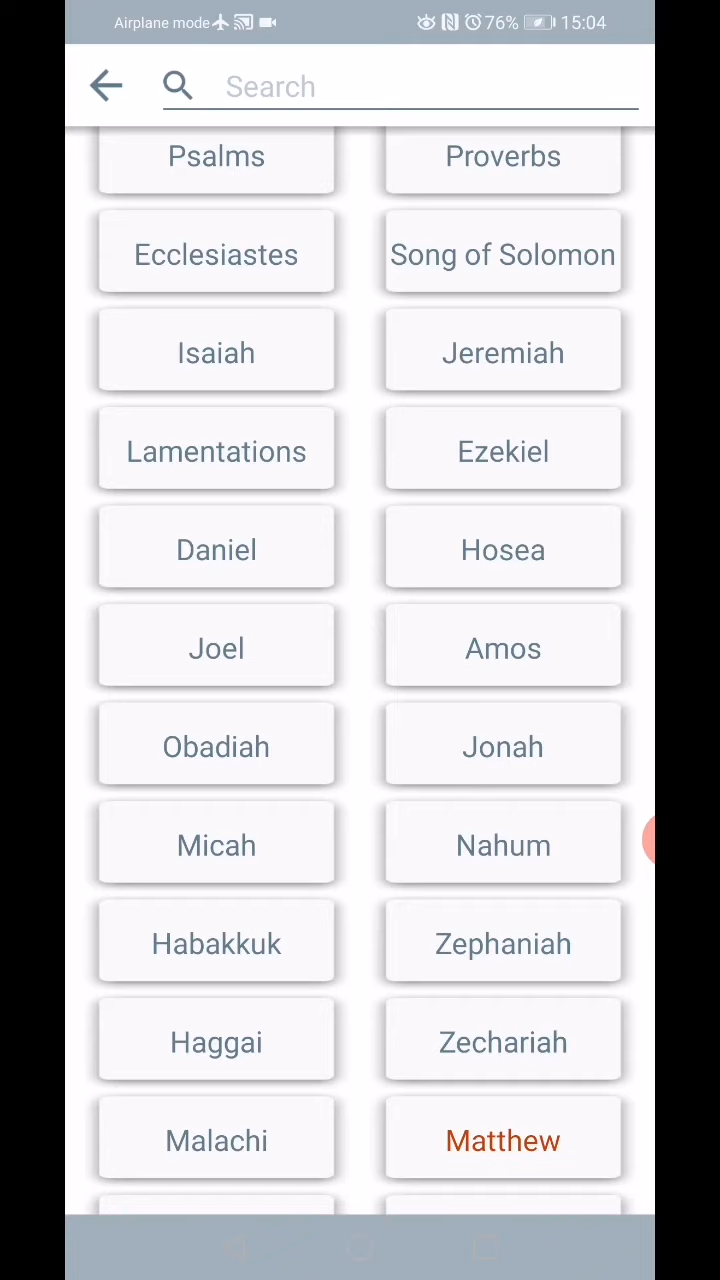 Airplane mode 76% 15:04
Search
Psalms Proverbs
Ecclesiastes Song of Solomon
Isaiah Jeremiah
Lamentations Ezekiel
Daniel Hosea
Joel Amos
Obadiah Jonah
Micah Nahum
Habakkuk Zephaniah
Haggai Zechariah
Malachi Matthew